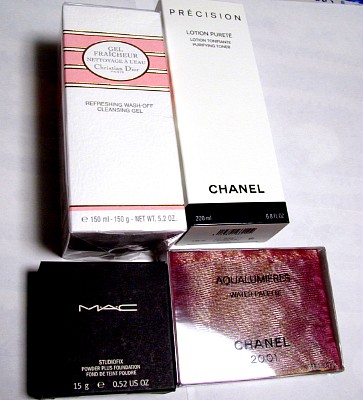 GEL
FRAÎCHEUR
NETTOYAGE À L'EAU
Christian Dior
REFRESHING WASH-OFF
CLEANSING GEL
e 150 ml - 150 g - NET WT. 5.2 OZ.
PRÉCISION
LOTION PURETÉ
LOTION TONIFIANTE
PURIFYING TONER
CHANEL
200 ml
6.8 fl.OZ
MAC
STUDIOFIX
POWDER PLUS FOUNDATION
FOND DE TEINT POUDRE
15 g e 0.52 US OZ
AQUALUMIÈRES
WATER PALETTE
CHANEL
2001